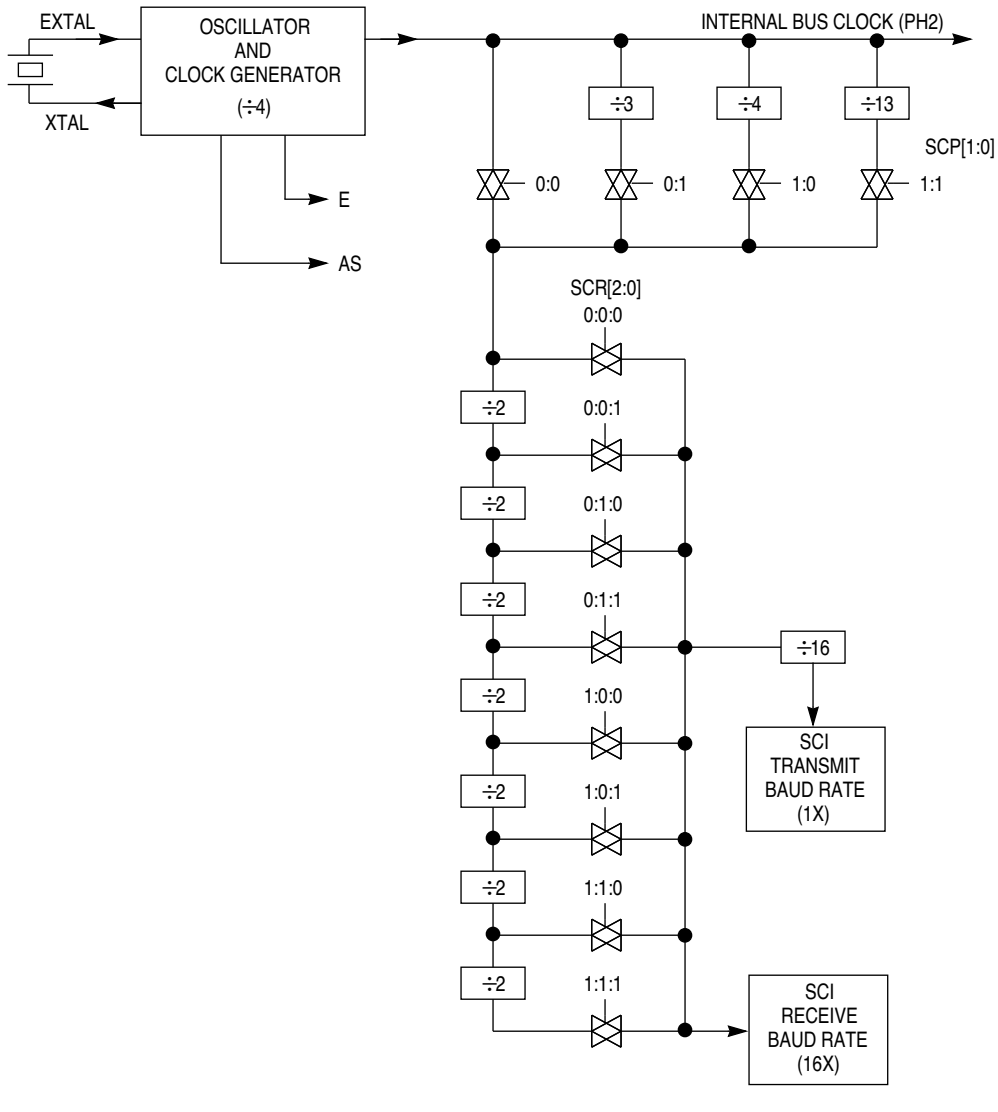 EXTAL
XTAL
OSCILLATOR
AND
CLOCK GENERATOR
(÷4)
E
AS
INTERNAL BUS CLOCK (PH2)
÷3
÷4
÷13
SCP[1:0]
0:0
0:1
1:0
1:1
SCR[2:0]
0:0:0
÷2
0:0:1
÷2
0:1:0
÷2
0:1:1
÷16
÷2
1:0:0
SCI
TRANSMIT
BAUD RATE
(1X)
÷2
1:0:1
÷2
1:1:0
÷2
1:1:1
SCI
RECEIVE
BAUD RATE
(16X)